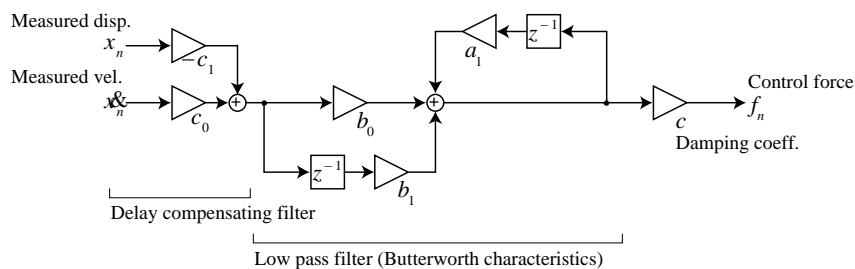 Measured disp.
x_n
−c_1
Measured vel.
x&_n
c_0
+
b_0
z^{-1}
b_1
+
a_1
z^{-1}
c
Damping coeff.
Control force
f_n
Delay compensating filter
Low pass filter (Butterworth characteristics)